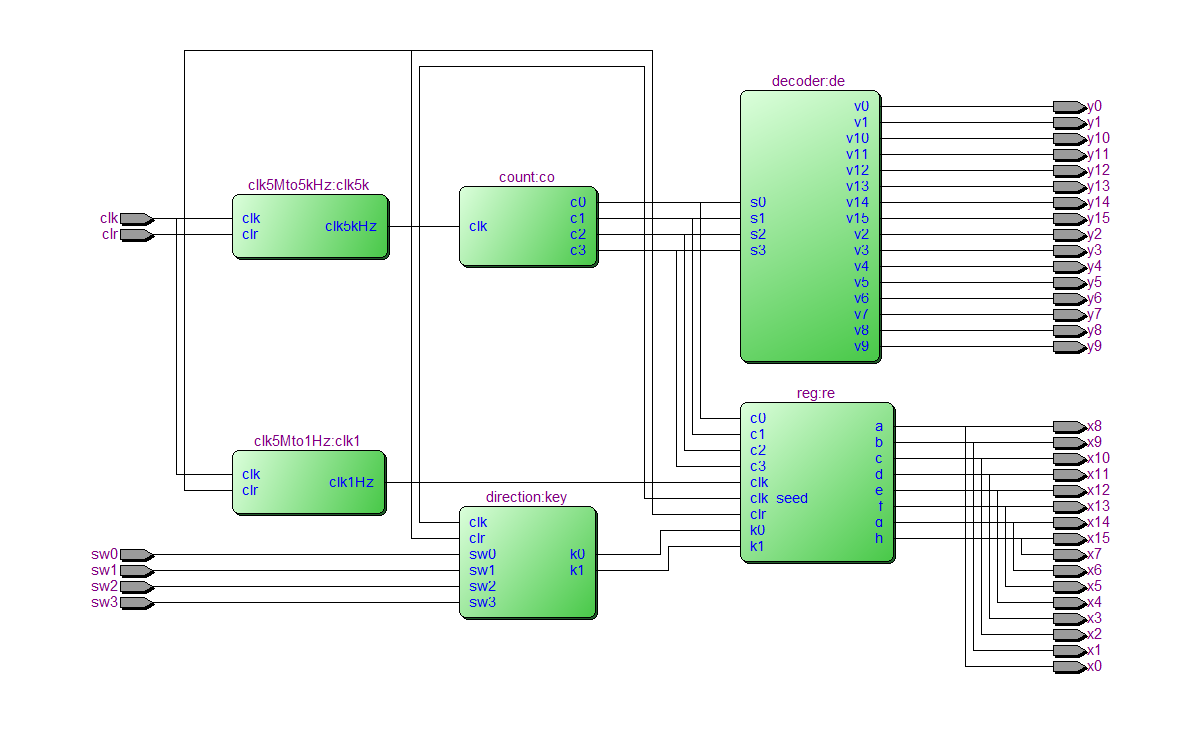 decoder:de
v0
v1
v10
v11
v12
v13
v14
v15
v2
v3
v4
v5
v6
v7
v8
v9
s0
s1
s2
s3
y0
y1
y10
y11
y12
y13
y14
y15
y2
y3
y4
y5
y6
y7
y8
y9
clk5Mto5kHz:clk5k
clk
clr
clk
clr
clk5kHz
count:co
clk
c0
c1
c2
c3
clk5Mto1Hz:clk1
clk
clr
clk1Hz
direction:key
clk
clr
sw0
sw1
sw2
sw3
k0
k1
sw0
sw1
sw2
sw3
reg:re
c0
c1
c2
c3
clk
clk seed
clr
k0
k1
a
b
c
d
e
f
g
h
x8
x9
x10
x11
x12
x13
x14
x15
x7
x6
x5
x4
x3
x2
x1
x0